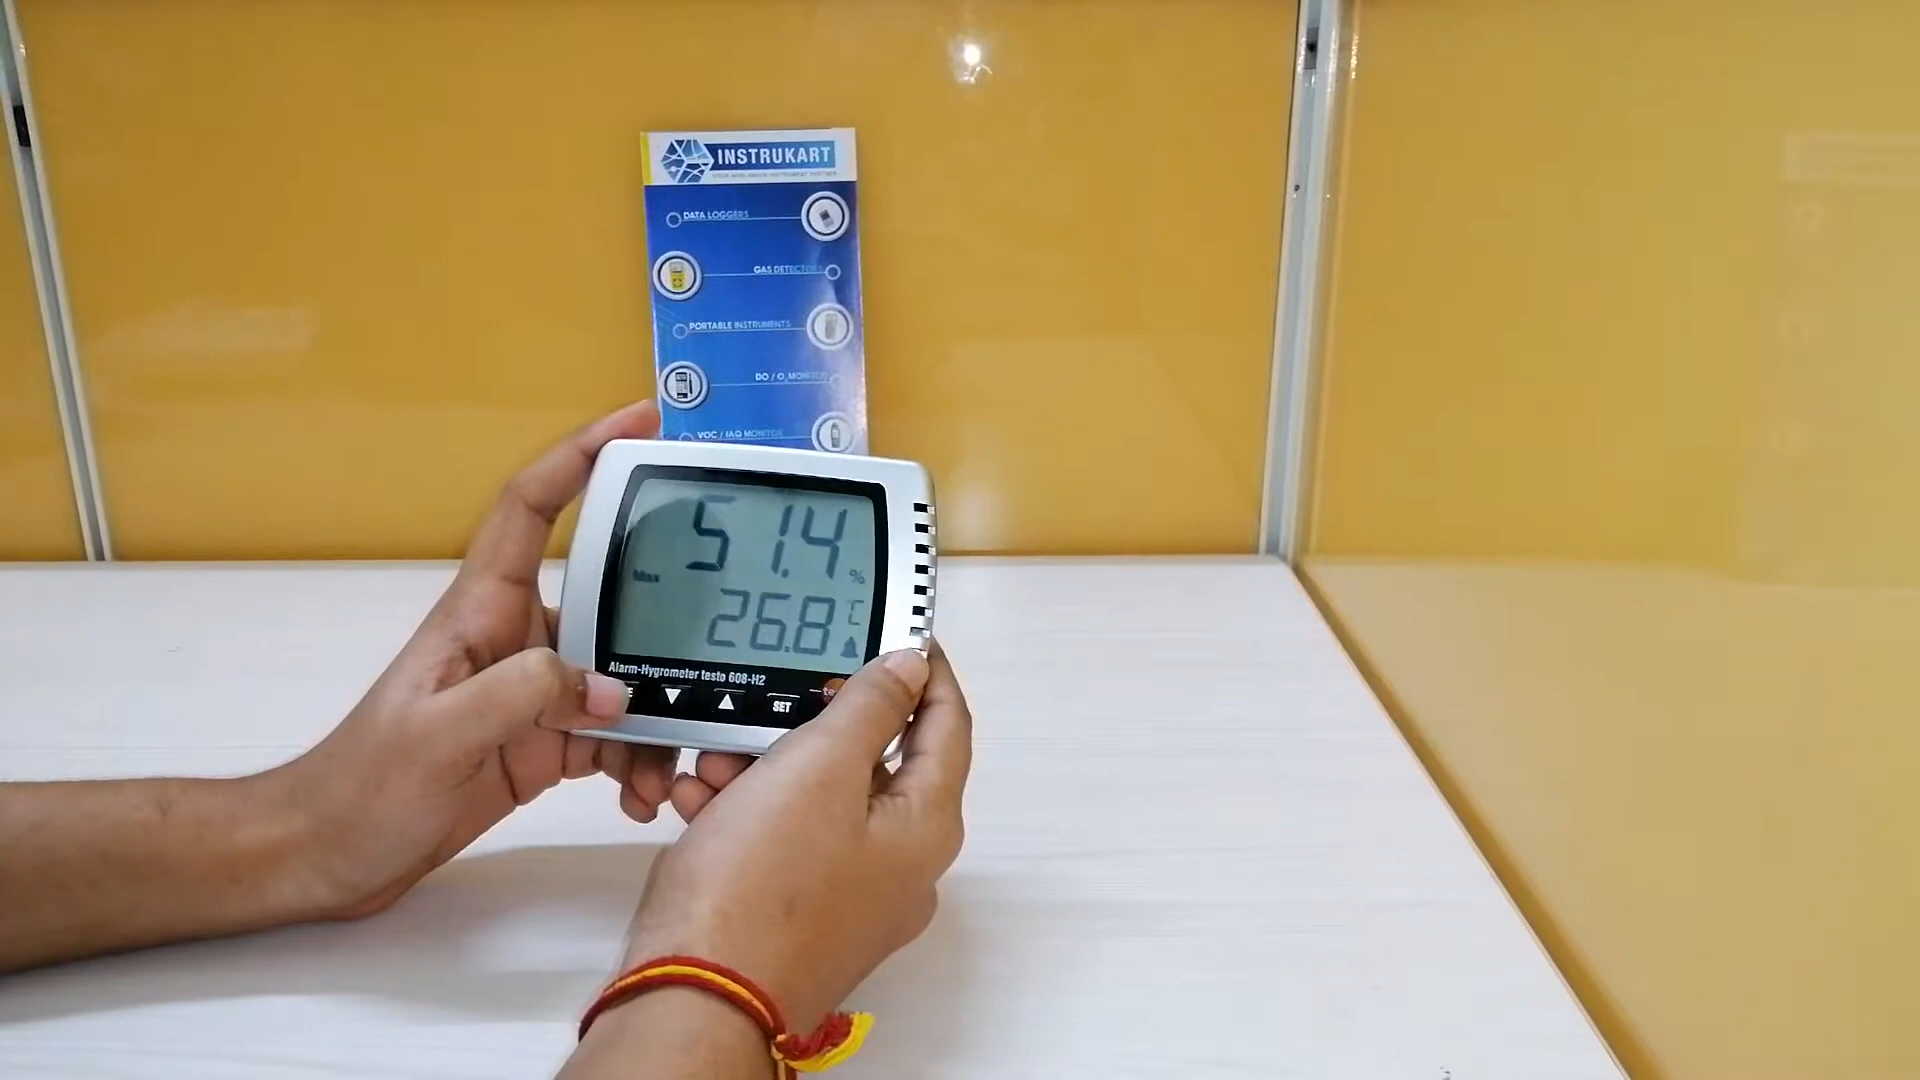 INSTRUKART
DATA LOGGERS
GAS DETECTORS
PORTABLE INSTRUMENTS
DO / O₂ MONITOR
VOC / IAQ MONITOR
51.4
Max %
26.8 °C
Alarm-Hygrometer testo 608-H2
SET